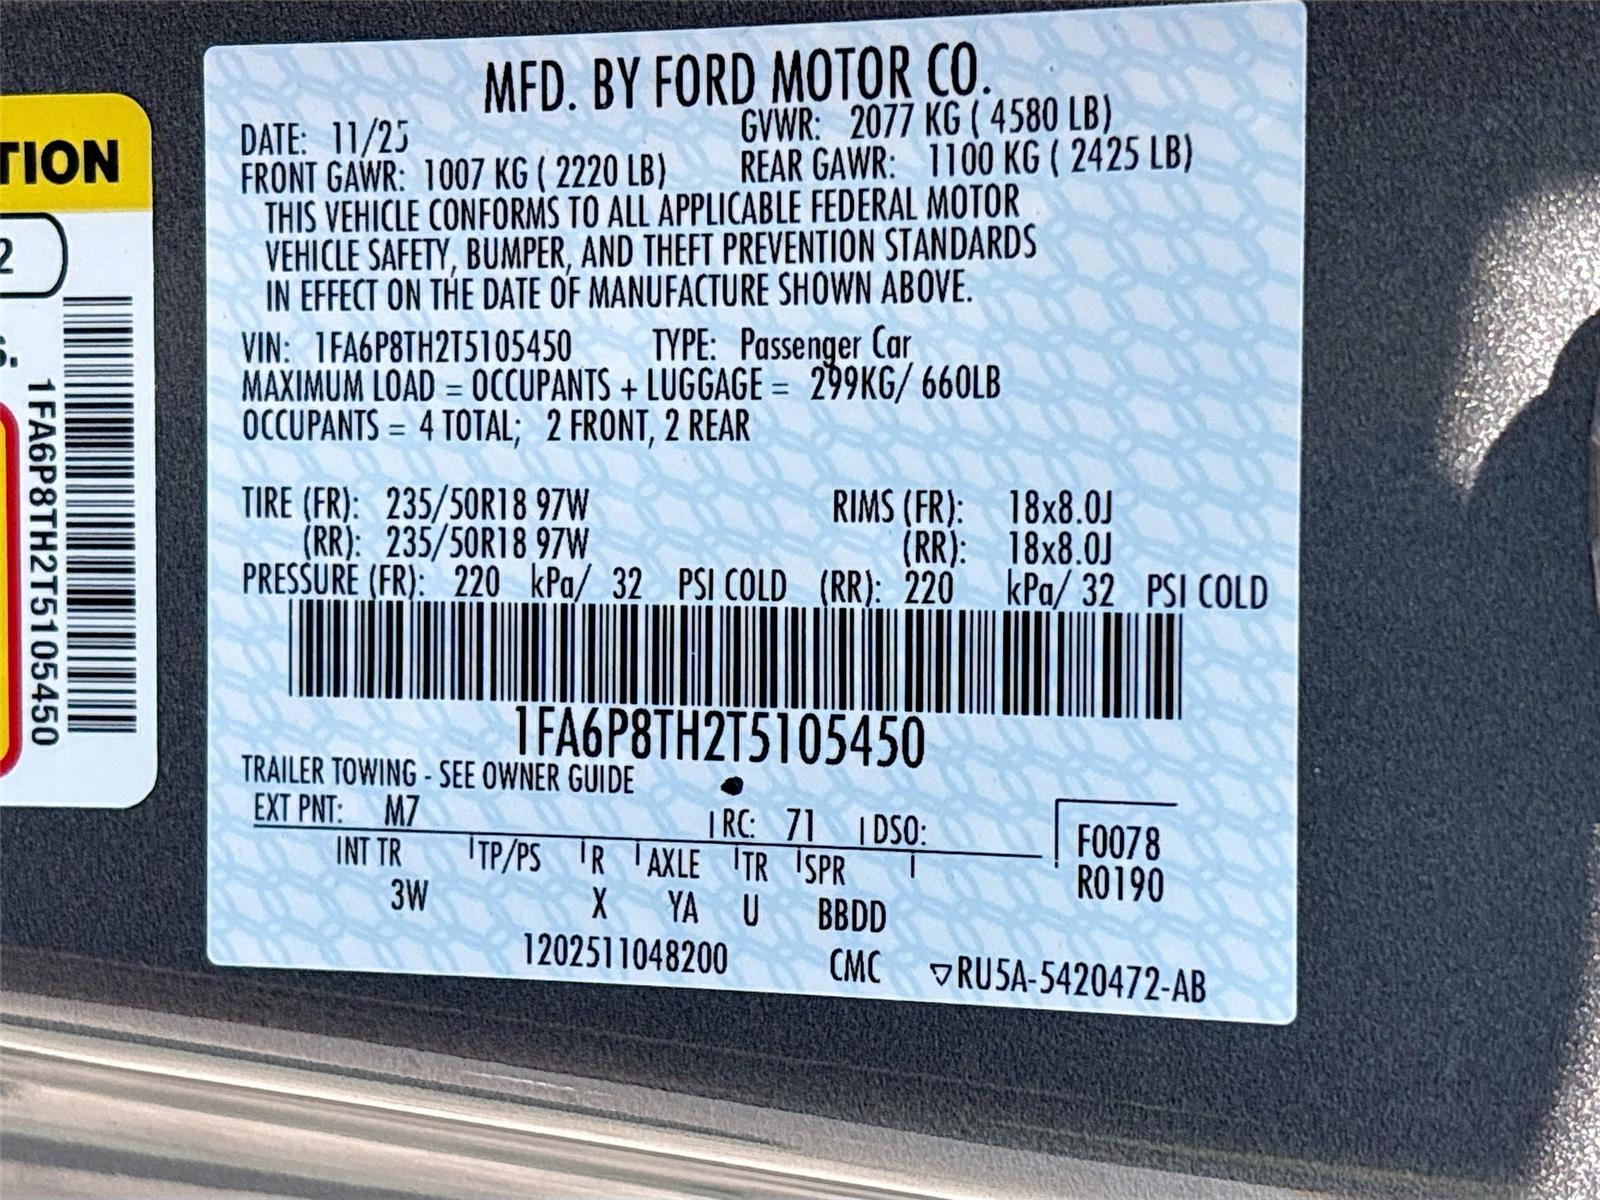 TION
2
s.
1FA6P8TH2T5105450
MFD. BY FORD MOTOR CO.
DATE: 11/25 GVWR: 2077 KG ( 4580 LB)
FRONT GAWR: 1007 KG ( 2220 LB) REAR GAWR: 1100 KG ( 2425 LB)
THIS VEHICLE CONFORMS TO ALL APPLICABLE FEDERAL MOTOR
VEHICLE SAFETY, BUMPER, AND THEFT PREVENTION STANDARDS
IN EFFECT ON THE DATE OF MANUFACTURE SHOWN ABOVE.
VIN: 1FA6P8TH2T5105450 TYPE: Passenger Car
MAXIMUM LOAD = OCCUPANTS + LUGGAGE = 299KG/ 660LB
OCCUPANTS = 4 TOTAL; 2 FRONT, 2 REAR
TIRE (FR): 235/50R18 97W RIMS (FR): 18x8.0J
(RR): 235/50R18 97W (RR): 18x8.0J
PRESSURE (FR): 220 kPa/ 32 PSI COLD (RR): 220 kPa/ 32 PSI COLD
1FA6P8TH2T5105450
TRAILER TOWING - SEE OWNER GUIDE
EXT PNT: M7 RC: 71 DSO:
F0078
INT TR TP/PS R AXLE TR SPR
R0190
3W X YA U BBDD
1202511048200 CMC RU5A-5420472-AB